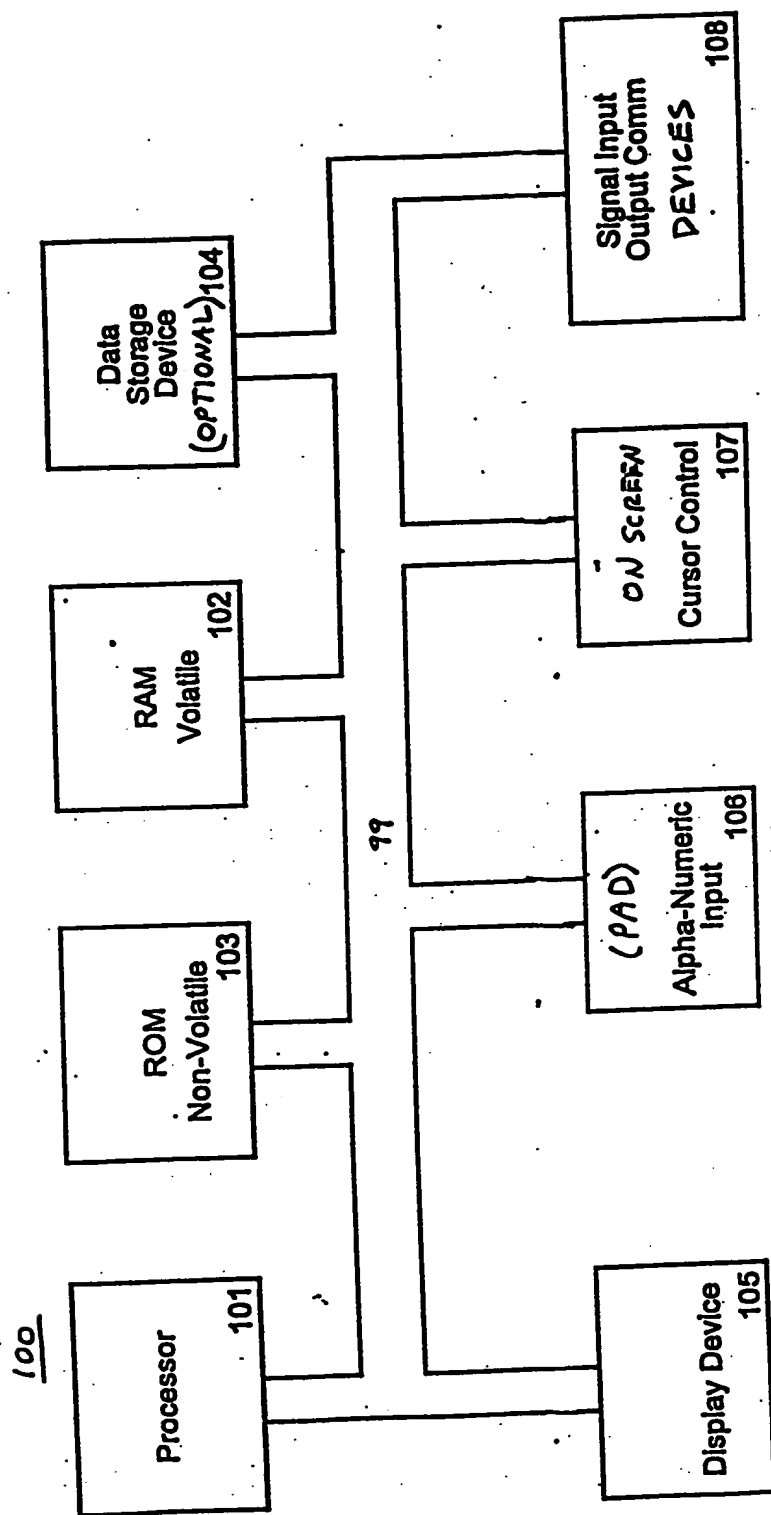 100
Processor
101
ROM
Non-Volatile
103
RAM
Volatile
102
Data
Storage
Device
(OPTIONAL) 104
99
Display Device
105
(PAD)
Alpha-Numeric
Input
106
ON SCREEN
Cursor Control
107
Signal Input
Output Comm
DEVICES
108